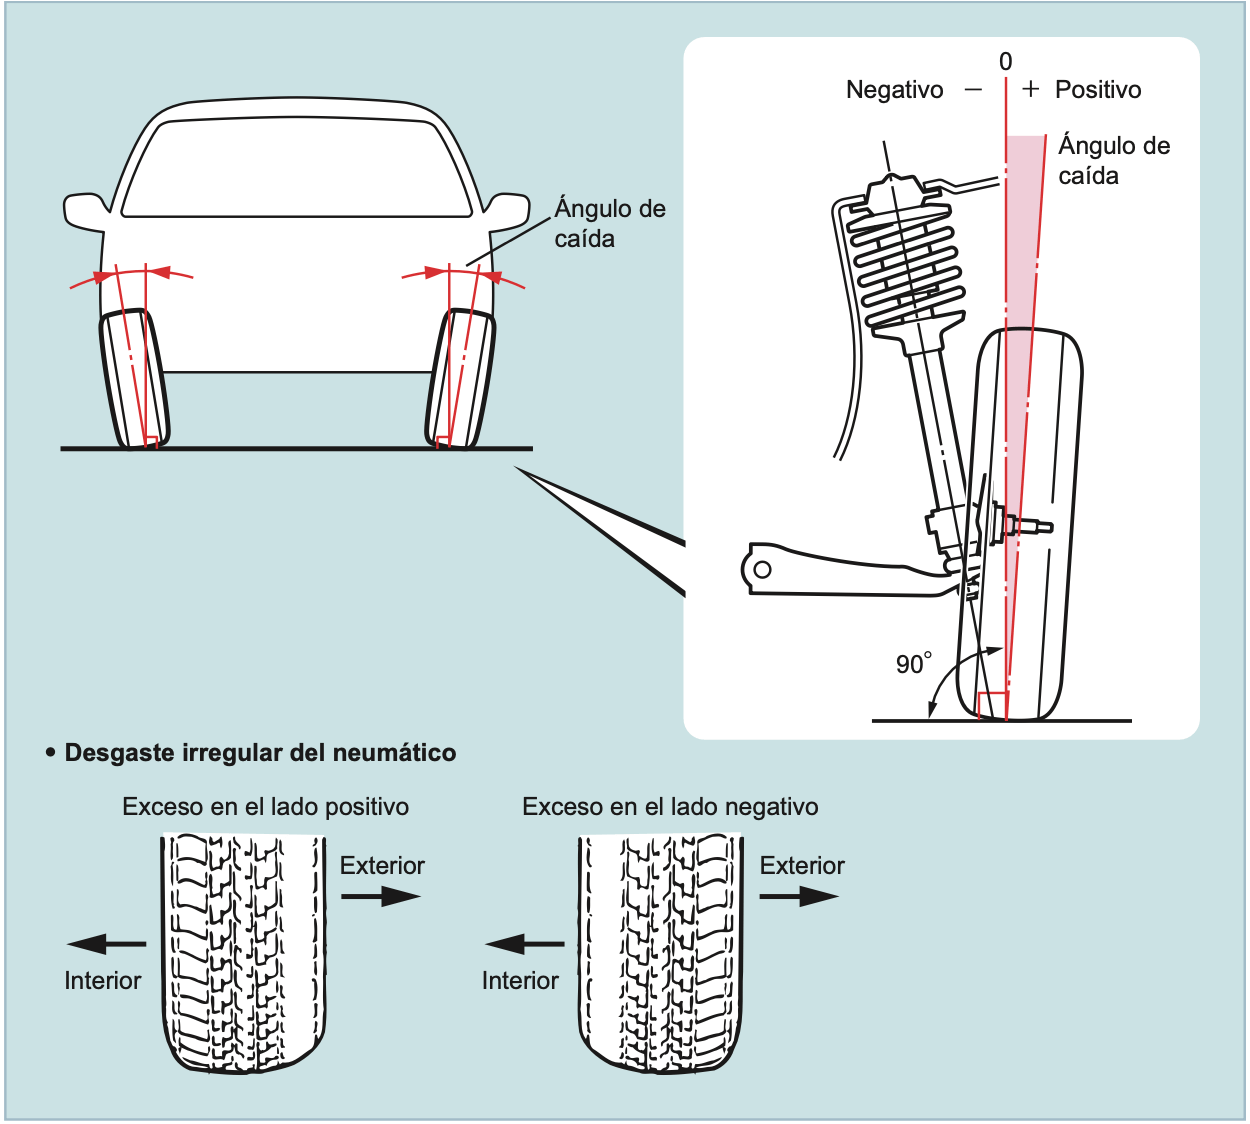 0
Negativo − + Positivo
Ángulo de
caída
Ángulo de
caída
90°
• Desgaste irregular del neumático
Exceso en el lado positivo
Exterior
Interior
Exceso en el lado negativo
Exterior
Interior